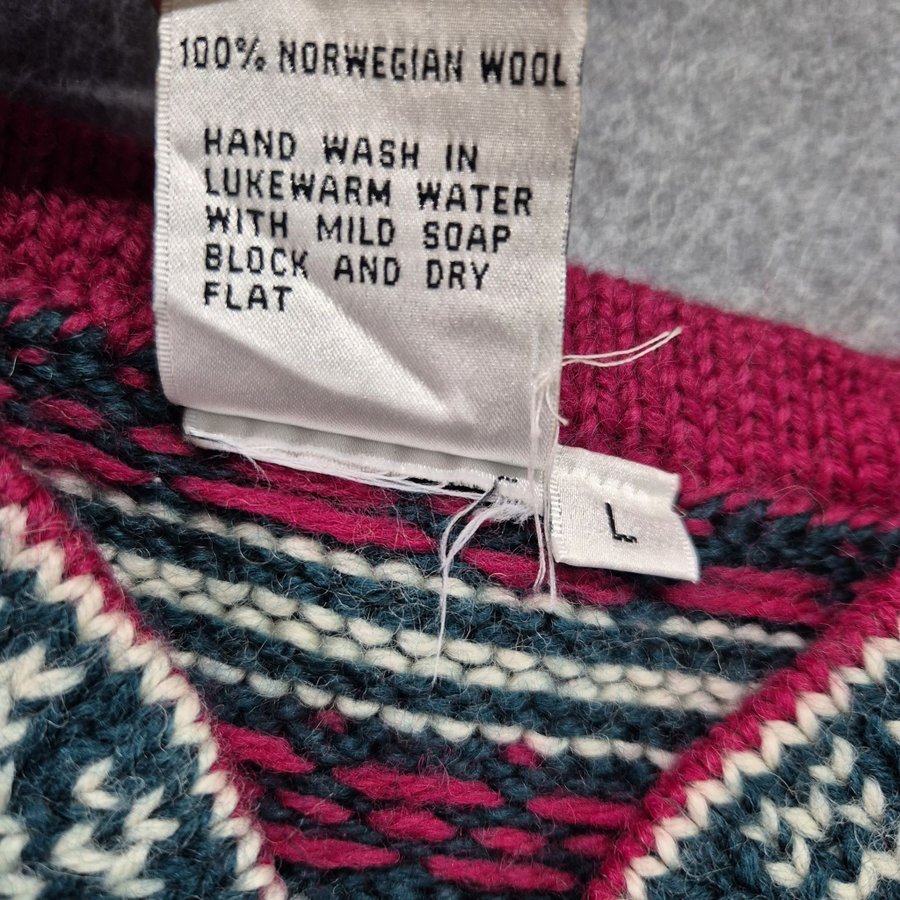 100% NORWEGIAN WOOL
HAND WASH IN
LUKEWARM WATER
WITH MILD SOAP
BLOCK AND DRY
FLAT
L